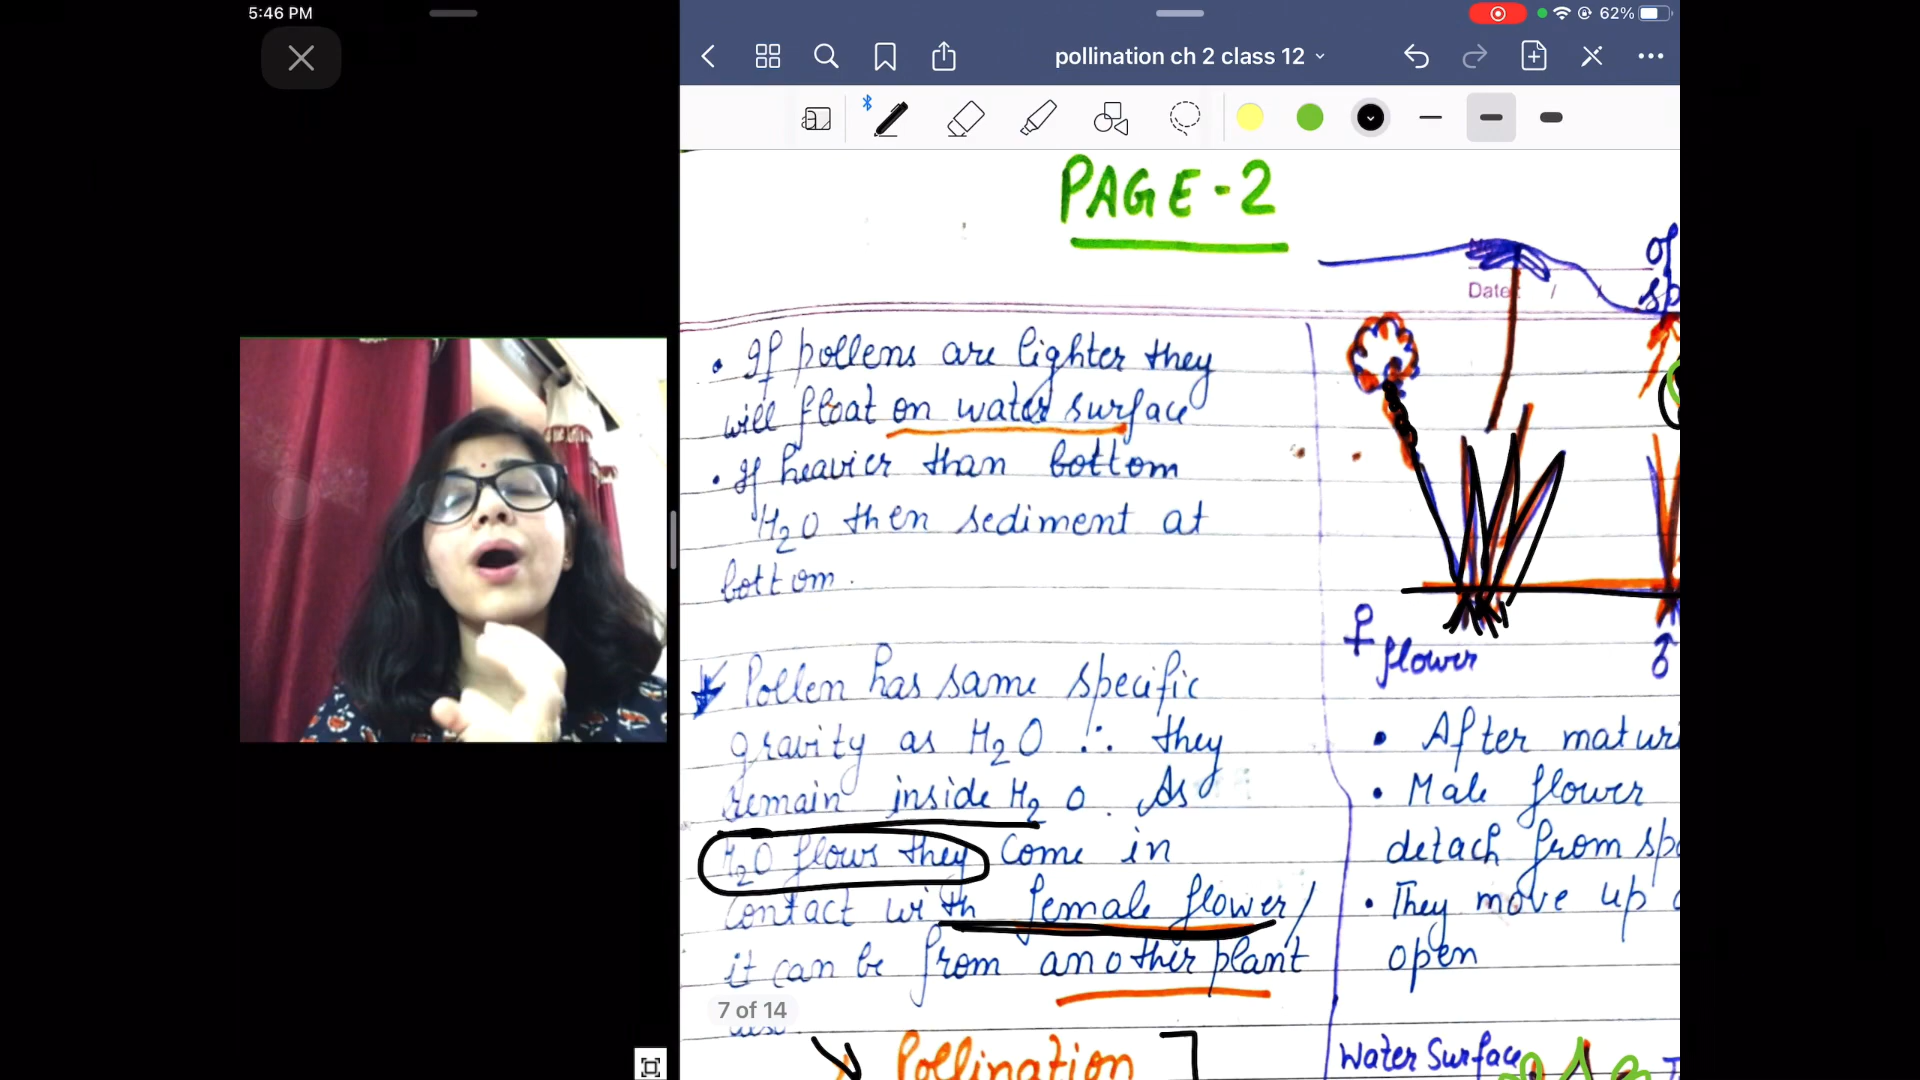 5:46 PM
62%
pollination ch 2 class 12
PAGE-2
No
Date: / /
of
sp
• If pollens are lighter they
will float on water surface
• If heavier than bottom
H2O then sediment at
bottom.
♀
flower
♂
Pollen has same specific
gravity as H2O ∴ they
remain inside H2O. As
H2O flows they come in
contact with female flower/
it can be from another plant
• After matur
• Male flower
detach from sp
• They move up
open
7 of 14
Pollination
Water Surface